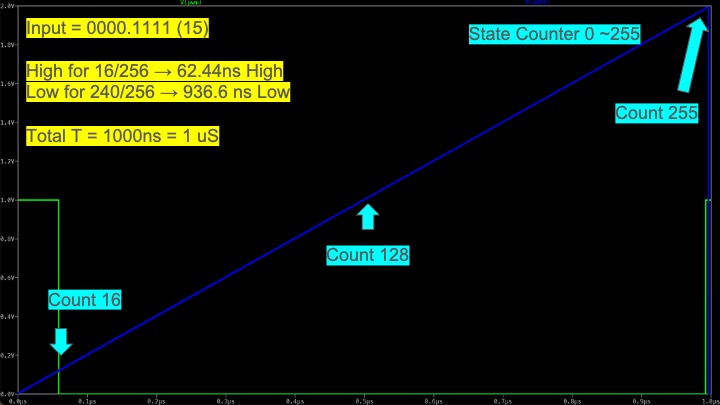 V(pwm)
2.0V
1.8V
1.6V
1.4V
1.2V
1.0V
0.8V
0.6V
0.4V
0.2V
0.0V
Input = 0000.1111 (15)
High for 16/256 → 62.44ns High
Low for 240/256 → 936.6 ns Low
Total T = 1000ns = 1 uS
State Counter 0 ~255
Count 255
Count 128
Count 16
0.0µs 0.1µs 0.2µs 0.3µs 0.4µs 0.5µs 0.6µs 0.7µs 0.8µs 0.9µs 1.0µs